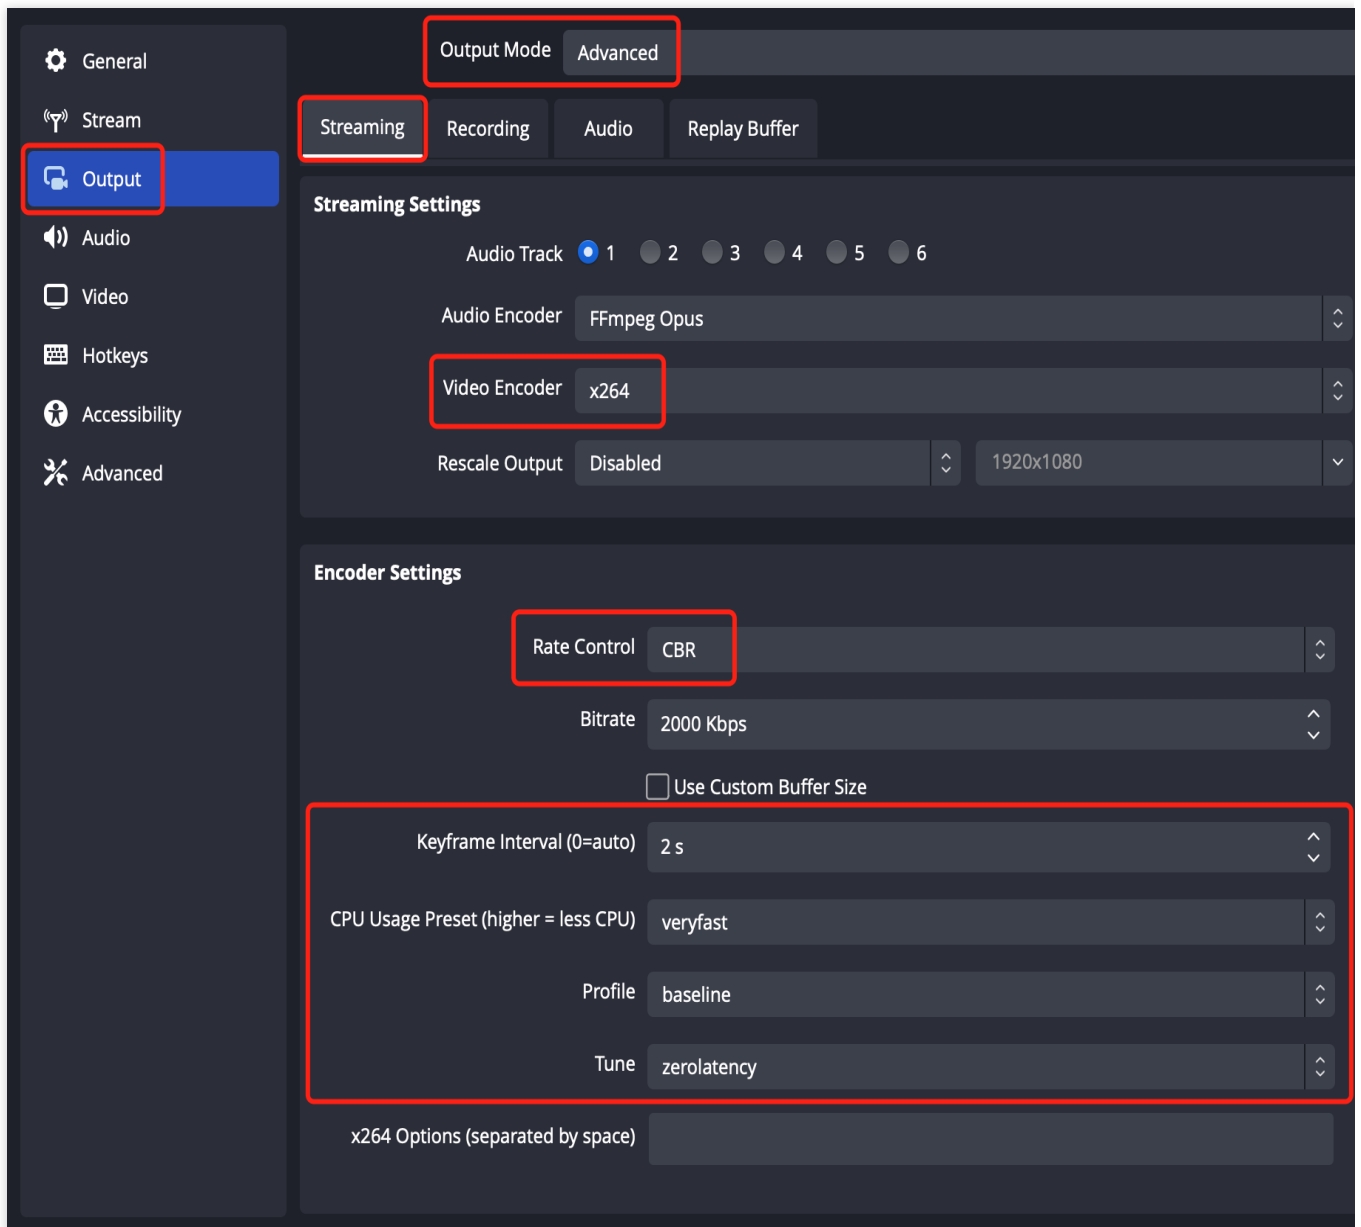 General
Stream
Output
Audio
Video
Hotkeys
Accessibility
Advanced
Output Mode Advanced
Streaming Recording Audio Replay Buffer
Streaming Settings
Audio Track 1 2 3 4 5 6
Audio Encoder FFmpeg Opus
Video Encoder x264
Rescale Output Disabled 1920x1080
Encoder Settings
Rate Control CBR
Bitrate 2000 Kbps
Use Custom Buffer Size
Keyframe Interval (0=auto) 2 s
CPU Usage Preset (higher = less CPU) veryfast
Profile baseline
Tune zerolatency
x264 Options (separated by space)